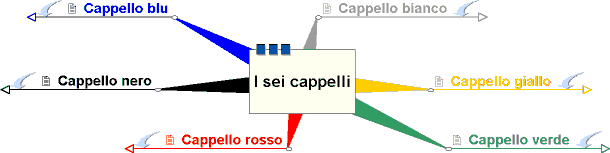 Cappello blu
Cappello bianco
Cappello nero
I sei cappelli
Cappello giallo
Cappello rosso
Cappello verde